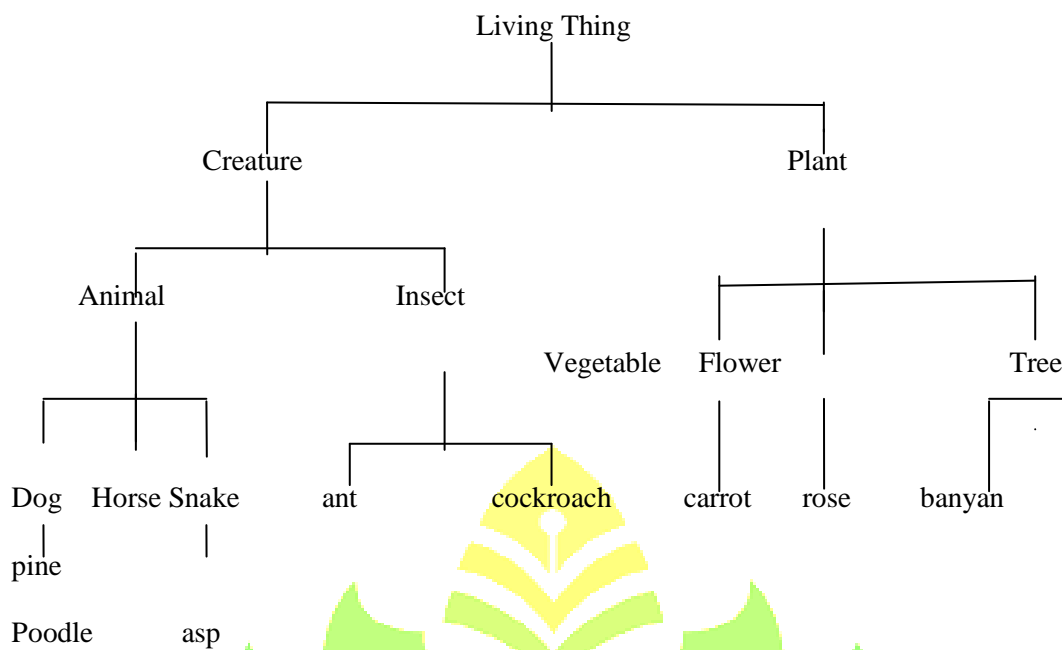 Living Thing
Creature Plant
Animal Insect
Vegetable Flower Tree
Dog Horse Snake ant cockroach carrot rose banyan
pine
Poodle asp